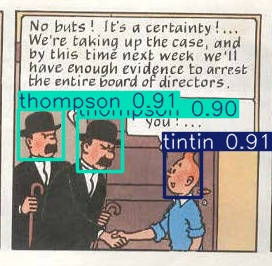 No buts! It's a certainty!...
We're taking up the case, and
by this time next week we'll
have enough evidence to arrest
the entire board of directors.
thompson 0.91
thompson 0.90
you!...
tintin 0.91